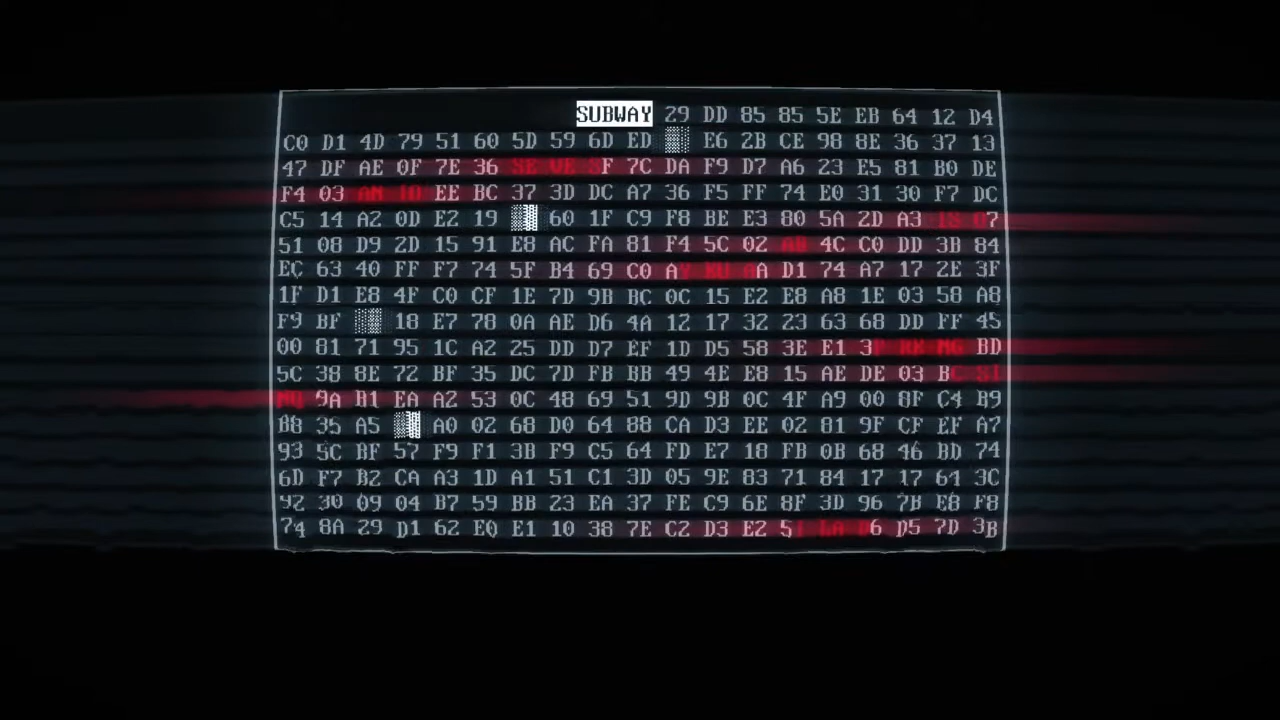 SUBWAY 29 DD 85 85 5E EB 64 12 D4
C0 D1 4D 79 51 60 5D 59 6D ED E6 2B CE 98 8E 36 37 13
47 DF AE 0F 7E 36 7C DA F9 D7 A6 23 E5 81 B0 DE
F4 03 EE BC 37 3D DC A7 36 F5 FF 74 E0 31 30 F7 DC
C5 14 A2 0D E2 19 60 1F C9 F8 BE E3 80 5A 2D A3
51 08 D9 2D 15 91 E8 AC FA 81 F4 5C 02 4C C0 DD 3B 84
EC 63 40 FF F7 74 5F B4 69 C0 D1 74 A7 17 2E 3F
1F D1 E8 4F C0 CF 1E 7D 9B BC 0C 15 E2 E8 A8 1E 03 58 A8
F9 BF 18 E7 78 0A AE D6 4A 12 17 32 23 63 68 DD FF 45
00 81 71 95 1C A2 25 DD D7 EF 1D D5 58 3E E1 BD
5C 38 8E 72 BF 35 DC 7D FB BB 49 4E E8 15 AE DE 03
9A B1 EA A2 53 0C 48 69 51 9D 9B 0C 4F A9 00 8F C4 B9
B8 35 A5 A0 02 68 D0 64 88 CA D3 EE 02 81 9F CF EF A7
93 5C BF 57 F9 F1 3B F9 C5 64 FD E7 18 FB 0B 68 46 BD 74
6D F7 B2 CA A3 1D A1 51 C1 3D 05 9E 83 71 84 17 17 64 3C
92 30 09 04 B7 59 BB 23 EA 37 FE C9 6E 8F 3D 96 7B E8 F8
74 8A 29 D1 62 E0 E1 10 38 7E C2 D3 E2 D5 7D 3B